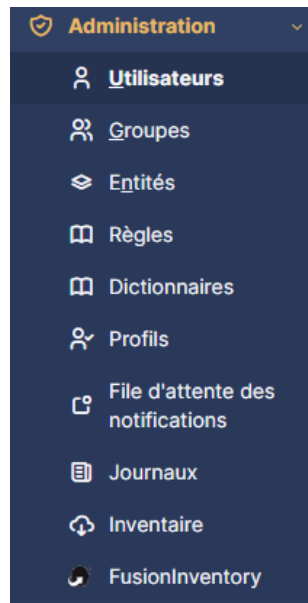 Administration
Utilisateurs
Groupes
Entités
Règles
Dictionnaires
Profils
File d'attente des
notifications
Journaux
Inventaire
FusionInventory